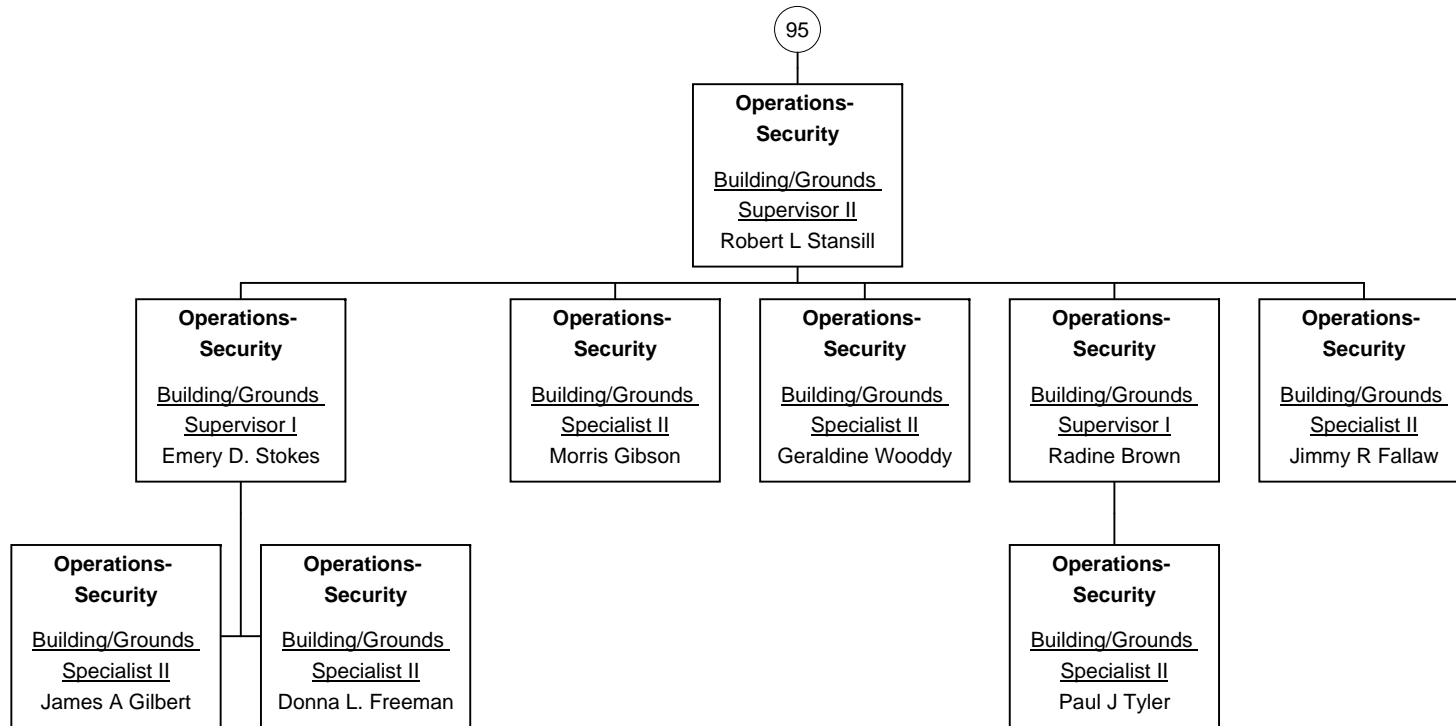 95
Operations-
Security
Building/Grounds
Supervisor II
Robert L Stansill
Operations-
Security
Building/Grounds
Supervisor I
Emery D. Stokes
Operations-
Security
Building/Grounds
Specialist II
Morris Gibson
Operations-
Security
Building/Grounds
Specialist II
Geraldine Wooddy
Operations-
Security
Building/Grounds
Supervisor I
Radine Brown
Operations-
Security
Building/Grounds
Specialist II
Jimmy R Fallaw
Operations-
Security
Building/Grounds
Specialist II
James A Gilbert
Operations-
Security
Building/Grounds
Specialist II
Donna L. Freeman
Operations-
Security
Building/Grounds
Specialist II
Paul J Tyler